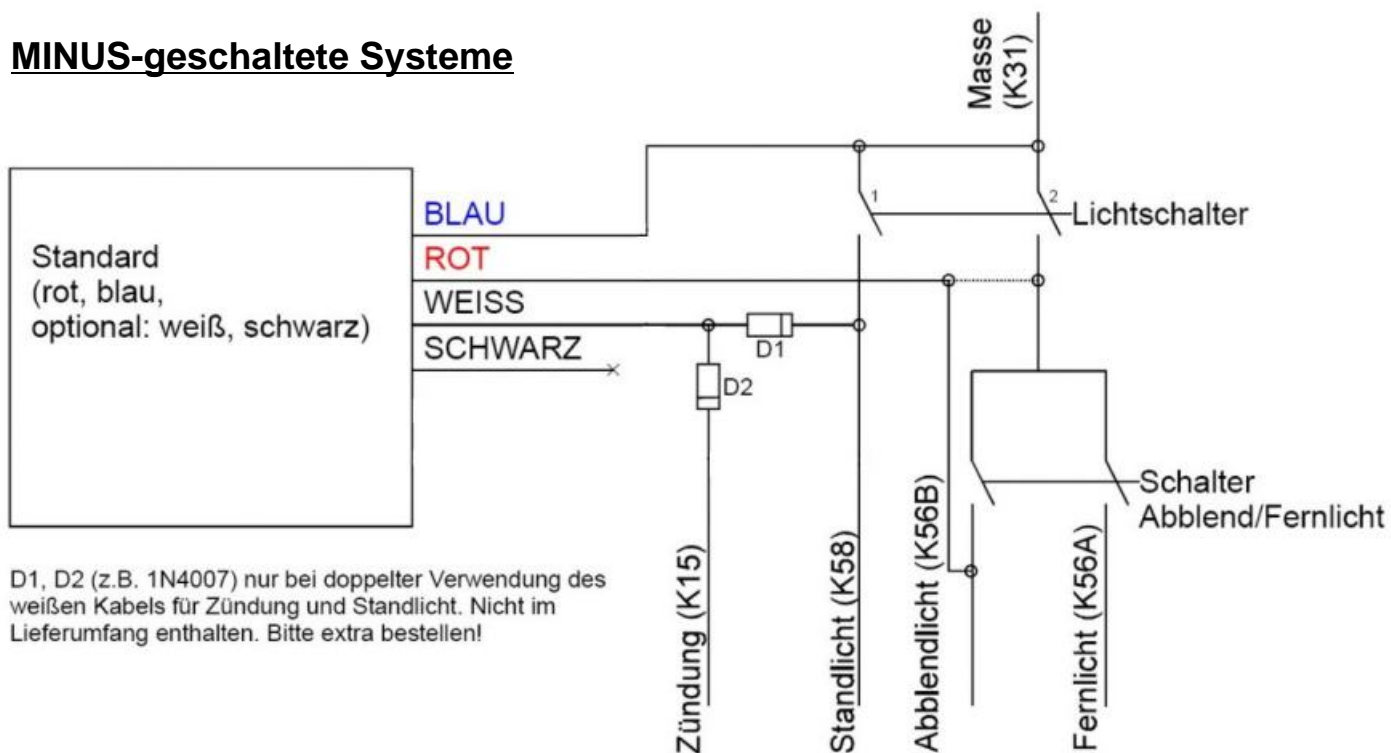 MINUS-geschaltete Systeme
Masse
(K31)
BLAU
ROT
WEISS
SCHWARZ
Standard
(rot, blau,
optional: weiß, schwarz)
1
2
Lichtschalter
D1
D2
Schalter
Abblend/Fernlicht
D1, D2 (z.B. 1N4007) nur bei doppelter Verwendung des
weißen Kabels für Zündung und Standlicht. Nicht im
Lieferumfang enthalten. Bitte extra bestellen!
Zündung (K15)
Standlicht (K58)
Abblendlicht (K56B)
Fernlicht (K56A)